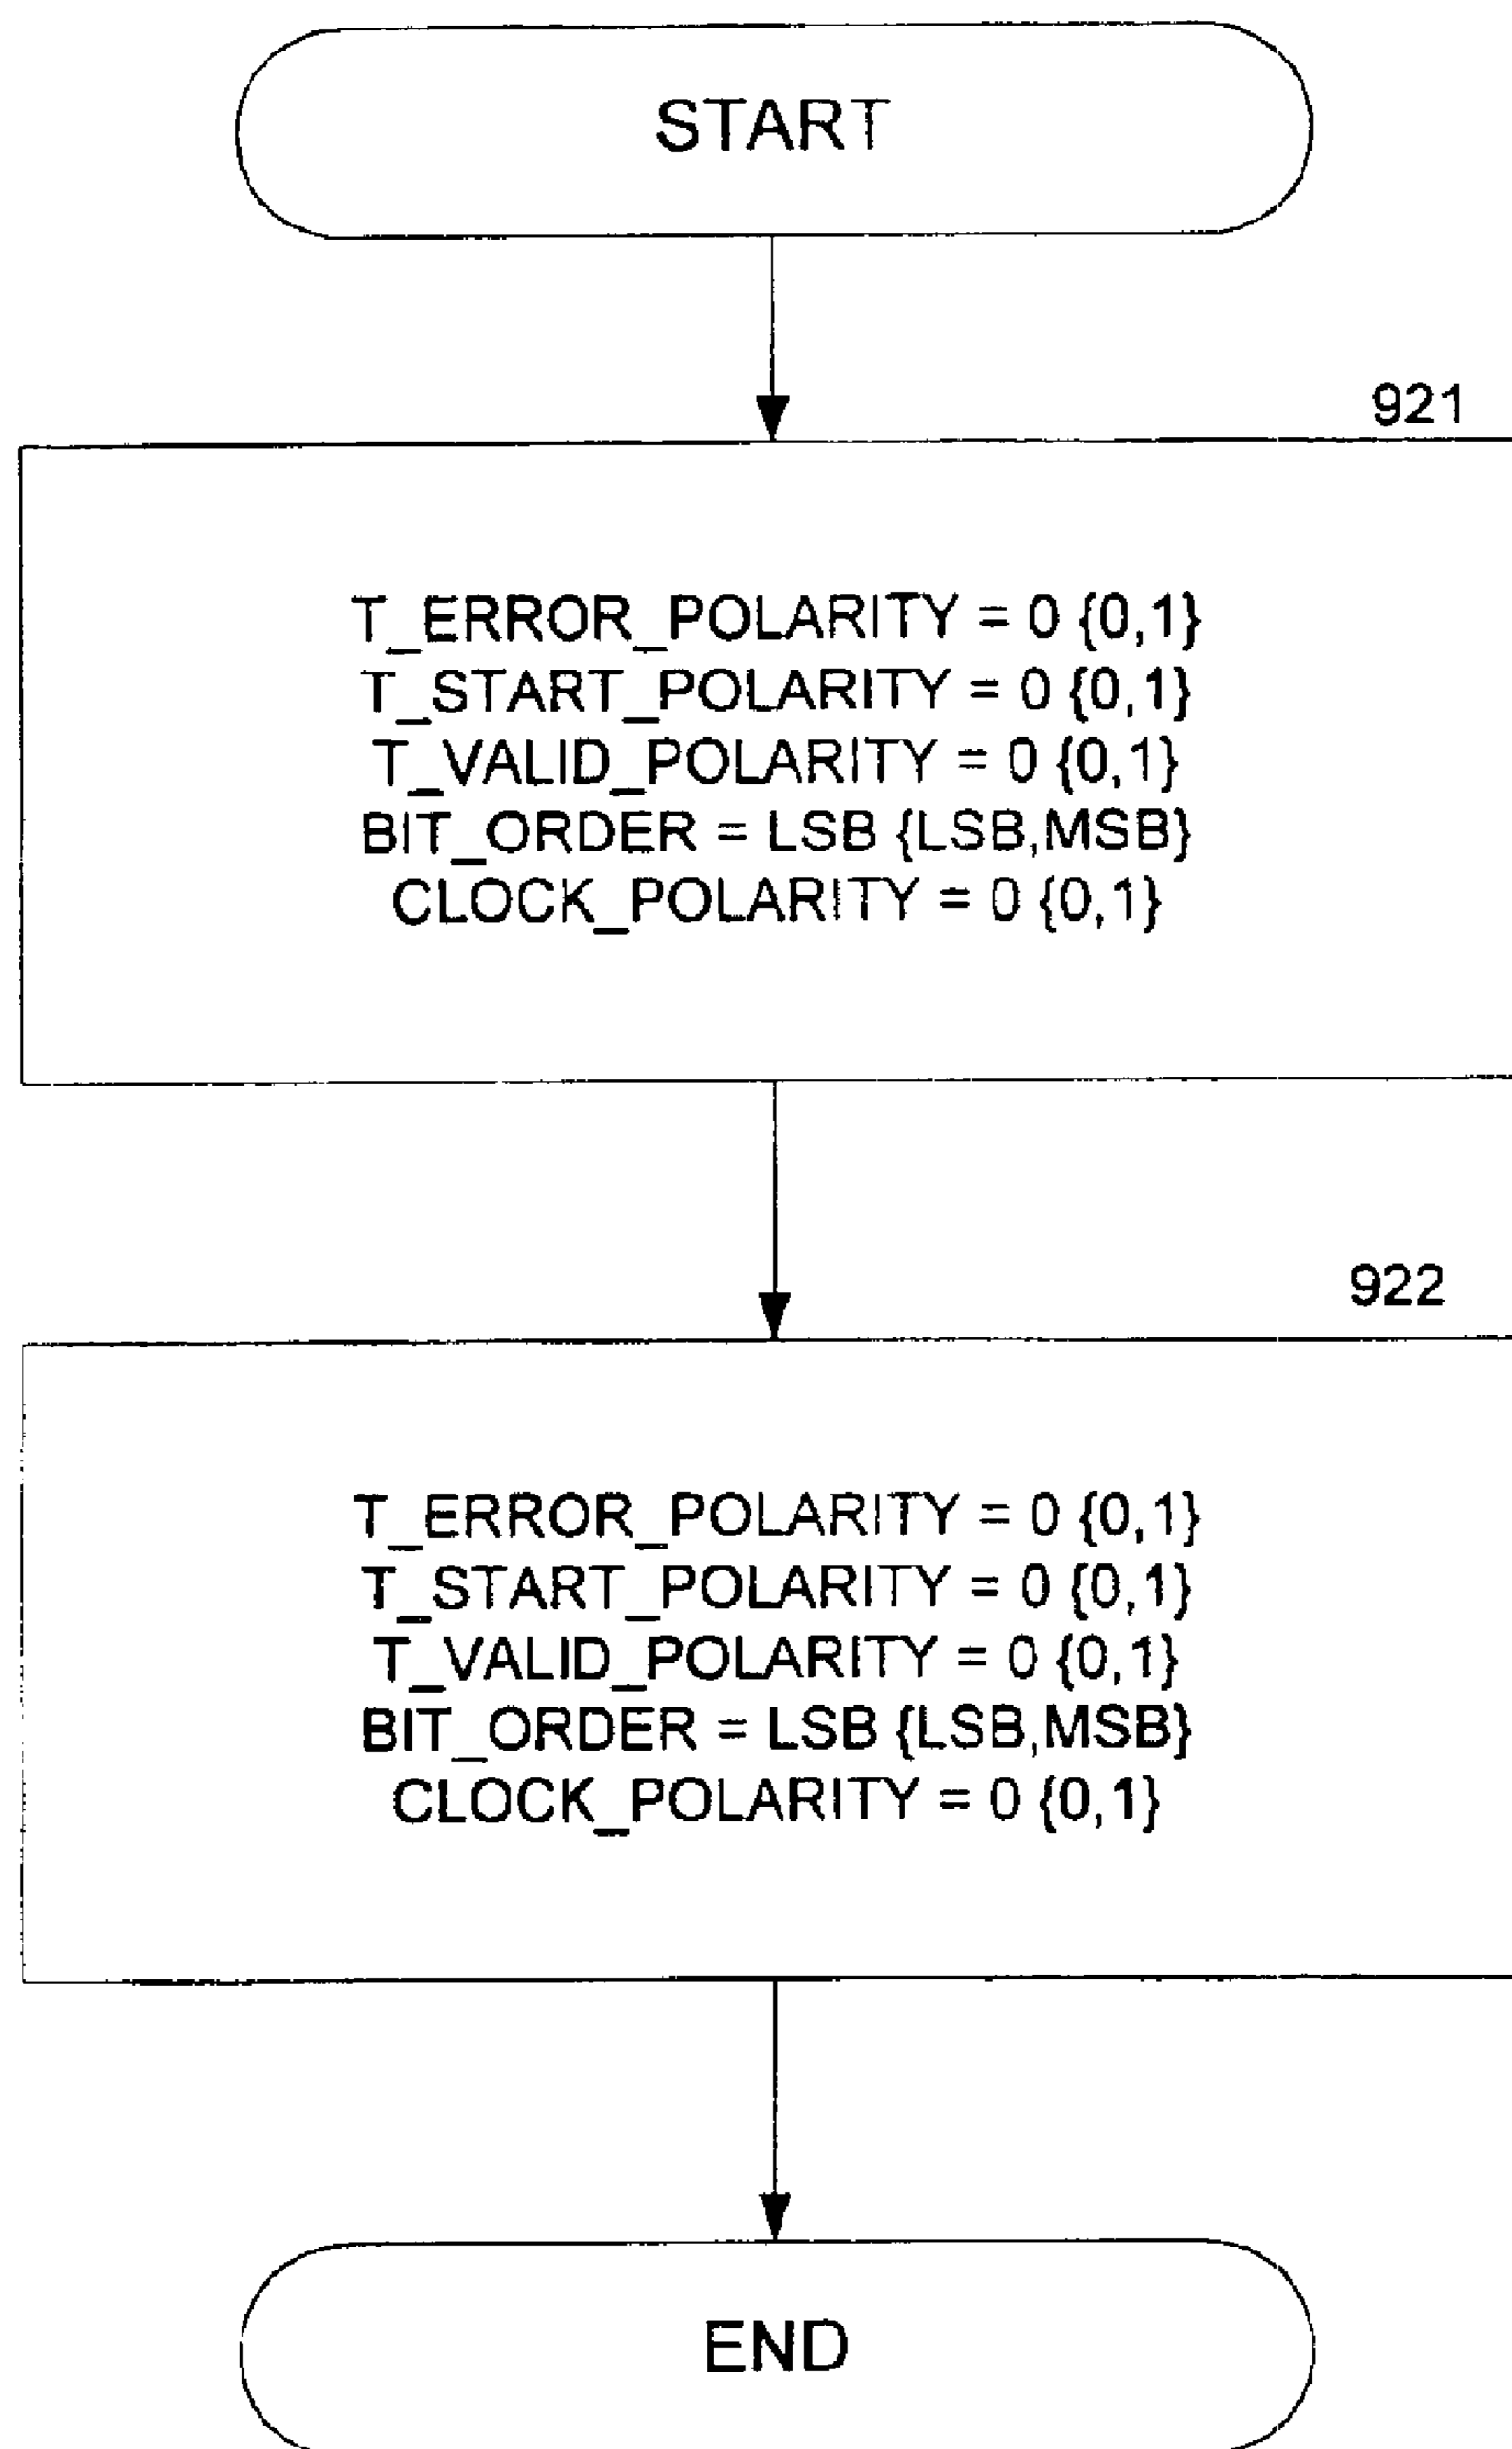 START
921
T_ERROR_POLARITY = 0 {0,1}
T_START_POLARITY = 0 {0,1}
T_VALID_POLARITY = 0 {0,1}
BIT_ORDER = LSB {LSB,MSB}
CLOCK_POLARITY = 0 {0,1}
922
T_ERROR_POLARITY = 0 {0,1}
T_START_POLARITY = 0 {0,1}
T_VALID_POLARITY = 0 {0,1}
BIT_ORDER = LSB {LSB,MSB}
CLOCK_POLARITY = 0 {0,1}
END